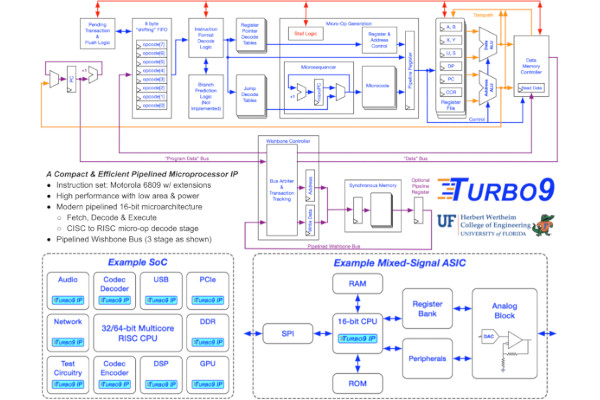 Pending
Transaction
& Flush Logic
8 byte
"shifting" FIFO
opcode[7]
opcode[6]
opcode[5]
opcode[4]
opcode[3]
opcode[2]
opcode[1]
opcode[0]
Instruction
Format
Decode
Logic
Branch
Prediction
Logic
(Not
Implemented)
Register
Pointer
Decode
Tables
Jump
Decode
Tables
Micro-Op Generation
Stall Logic
Register &
Address
Control
Microsequencer
+1
Microcode
Pipeline Register
Datapath
A, B
X, Y
U, S
DP
PC
CCR
Register
File
Data
ALU
Address
ALU
Data
Memory
Controller
Read Data
Control
PC
+1
"Program Data" Bus
"Data" Bus
Wishbone Controller
Bus Arbiter
&
Transaction
Tracking
Address
Write Data
Synchronous Memory
Optional
Pipeline
Register
Pipelined Wishbone Bus
A Compact & Efficient Pipelined Microprocessor IP
● Instruction set: Motorola 6809 w/ extensions
● High performance with low area & power
● Modern pipelined 16-bit microarchitecture
○ Fetch, Decode & Execute
○ CISC to RISC micro-op decode stage
● Pipelined Wishbone Bus (3 stage as shown)
TURBO9
UF
Herbert Wertheim
College of Engineering
UNIVERSITY of FLORIDA
Example SoC
Audio
Turbo9 IP
Codec
Decoder
Turbo9 IP
USB
Turbo9 IP
PCIe
Turbo9 IP
Network
Turbo9 IP
32/64-bit Multicore
RISC CPU
DDR
Turbo9 IP
Test
Circuitry
Turbo9 IP
Codec
Encoder
Turbo9 IP
DSP
Turbo9 IP
GPU
Turbo9 IP
Example Mixed-Signal ASIC
SPI
RAM
16-bit CPU
Turbo9 IP
ROM
Register
Bank
Peripherals
Analog
Block
DAC